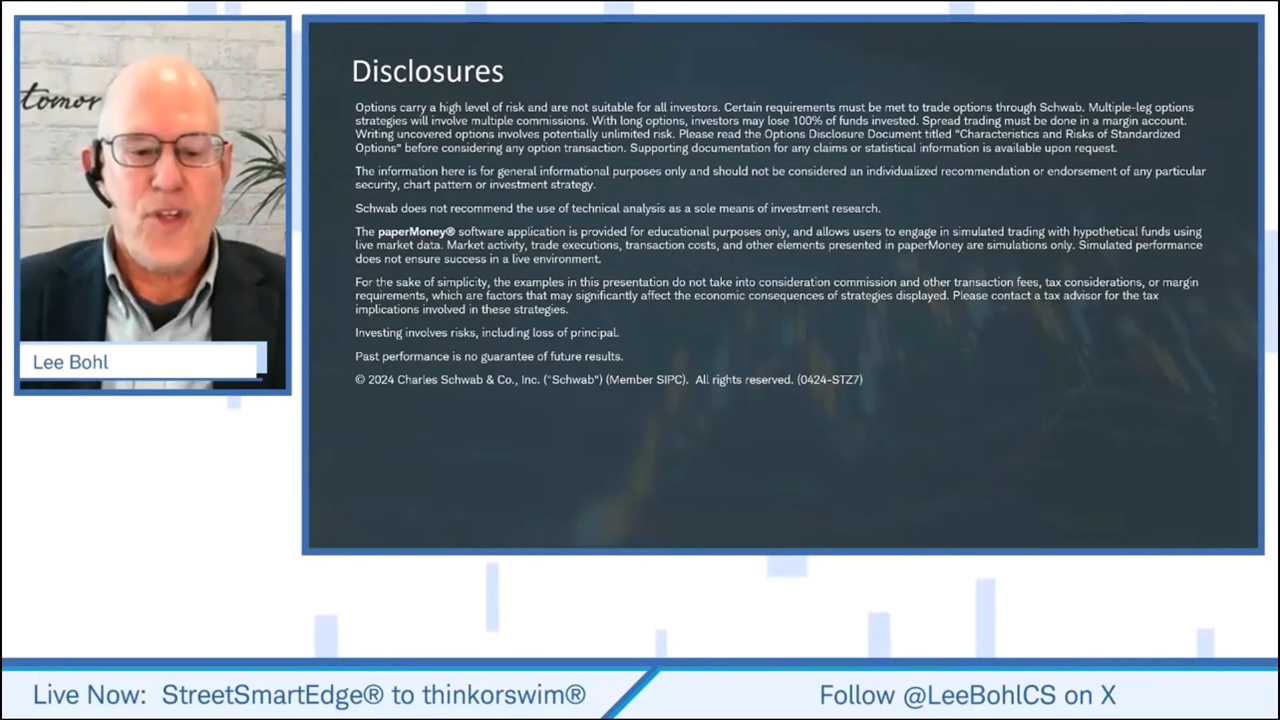 tomor
Lee Bohl
Disclosures
Options carry a high level of risk and are not suitable for all investors. Certain requirements must be met to trade options through Schwab. Multiple-leg options
strategies will involve multiple commissions. With long options, investors may lose 100% of funds invested. Spread trading must be done in a margin account.
Writing uncovered options involves potentially unlimited risk. Please read the Options Disclosure Document titled "Characteristics and Risks of Standardized
Options" before considering any option transaction. Supporting documentation for any claims or statistical information is available upon request.
The information here is for general informational purposes only and should not be considered an individualized recommendation or endorsement of any particular
security, chart pattern or investment strategy.
Schwab does not recommend the use of technical analysis as a sole means of investment research.
The paperMoney® software application is provided for educational purposes only, and allows users to engage in simulated trading with hypothetical funds using
live market data. Market activity, trade executions, transaction costs, and other elements presented in paperMoney are simulations only. Simulated performance
does not ensure success in a live environment.
For the sake of simplicity, the examples in this presentation do not take into consideration commission and other transaction fees, tax considerations, or margin
requirements, which are factors that may significantly affect the economic consequences of strategies displayed. Please contact a tax advisor for the tax
implications involved in these strategies.
Investing involves risks, including loss of principal.
Past performance is no guarantee of future results.
© 2024 Charles Schwab & Co., Inc. ("Schwab") (Member SIPC). All rights reserved. (0424-STZ7)
Live Now: StreetSmartEdge® to thinkorswim®
Follow @LeeBohlCS on X